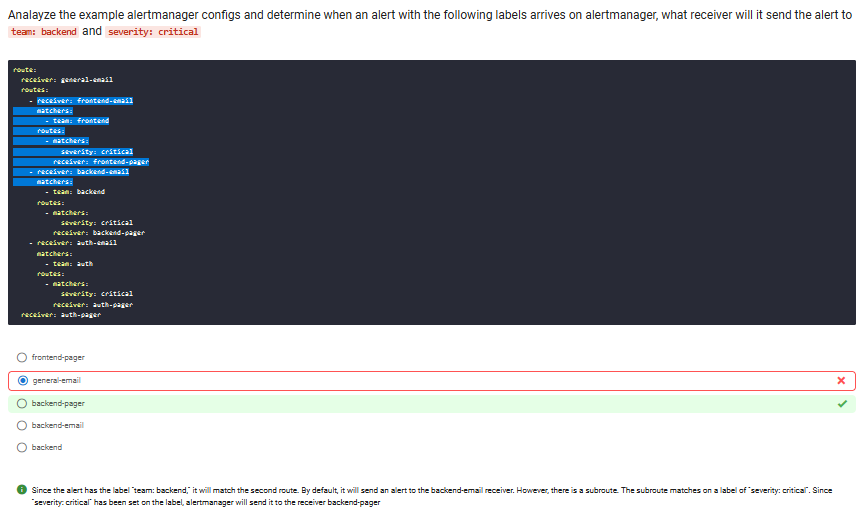 Analayze the example alertmanager configs and determine when an alert with the following labels arrives on alertmanager, what receiver will it send the alert to
team: backend and severity: critical
route:
receiver: general-email
routes:
- receiver: frontend-email
matchers:
- team: frontend
routes:
- matchers:
severity: critical
receiver: frontend-pager
- receiver: backend-email
matchers:
- team: backend
routes:
- matchers:
severity: critical
receiver: backend-pager
- receiver: auth-email
matchers:
- team: auth
routes:
- matchers:
severity: critical
receiver: auth-pager
receiver: auth-pager
frontend-pager
general-email
backend-pager
backend-email
backend
Since the alert has the label "team: backend," it will match the second route. By default, it will send an alert to the backend-email receiver. However, there is a subroute. The subroute matches on a label of "severity: critical". Since
"severity: critical" has been set on the label, alertmanager will send it to the receiver backend-pager